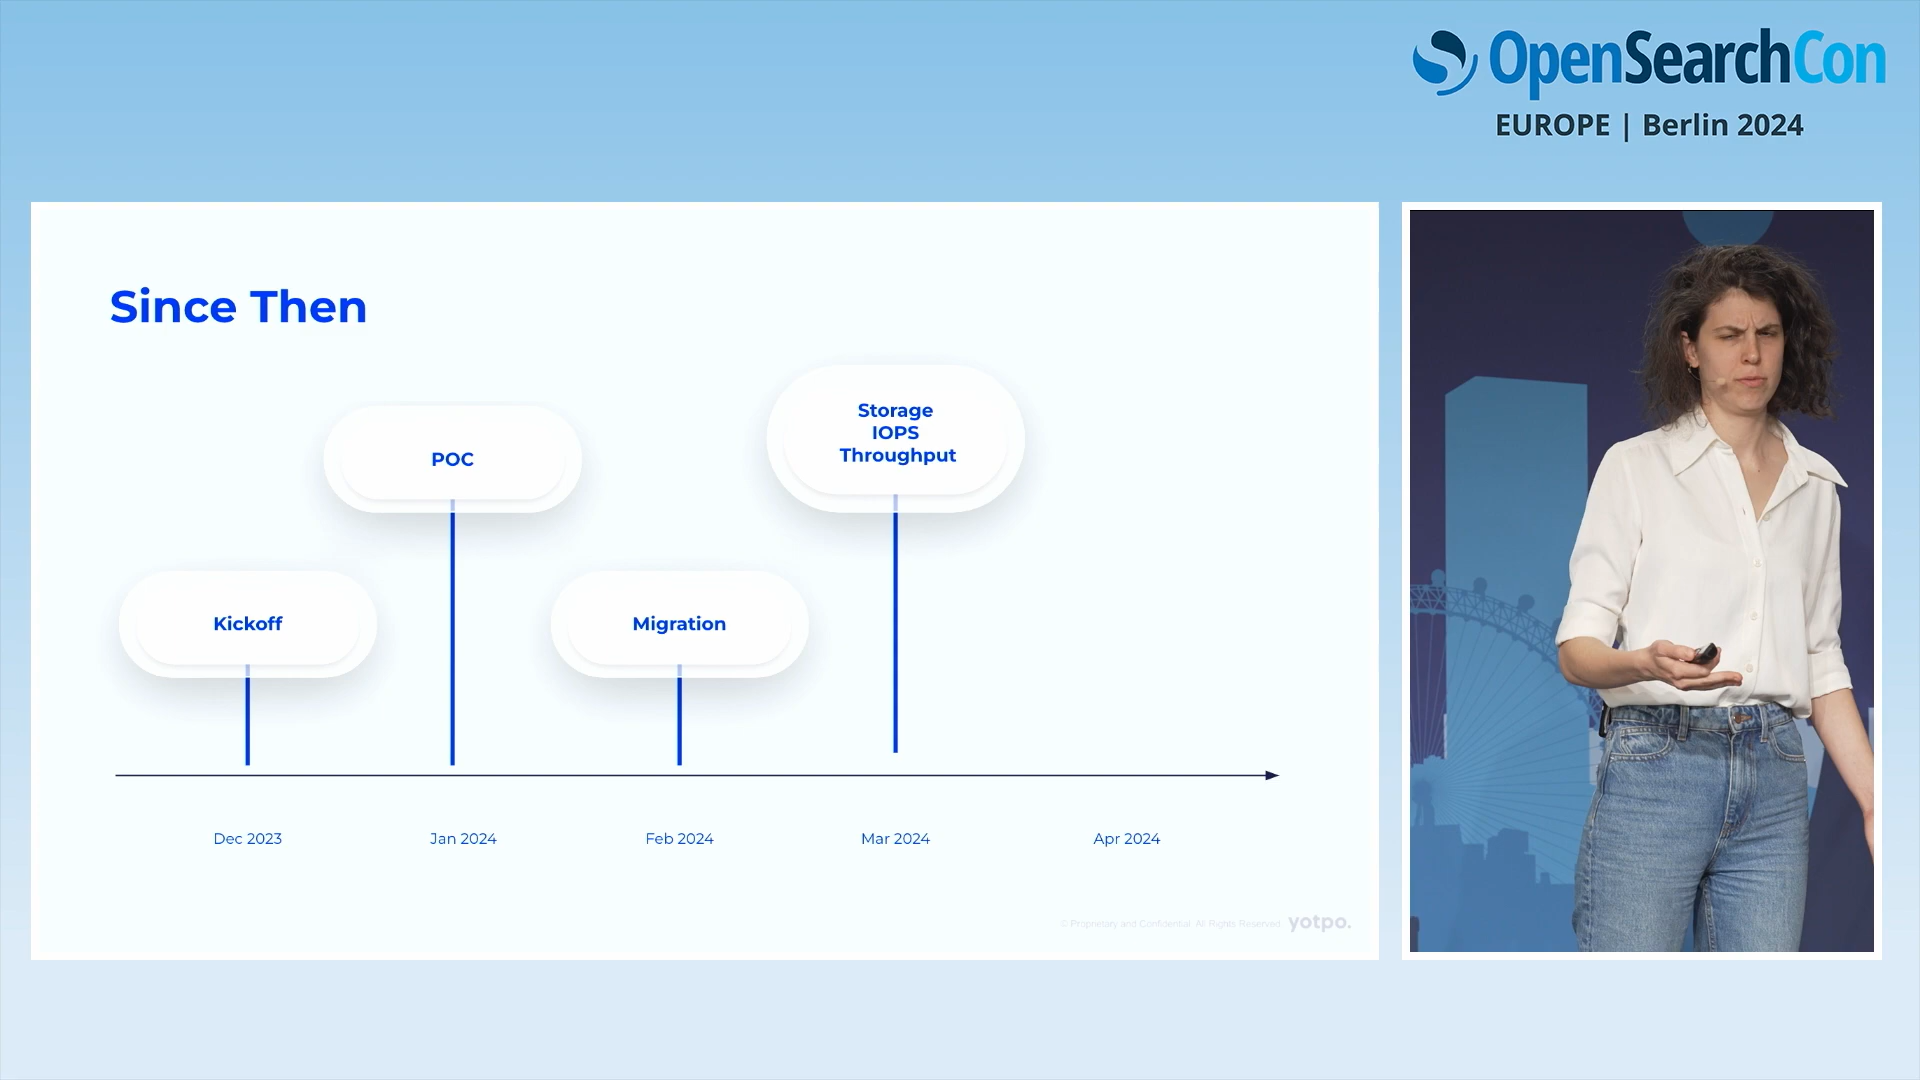 OpenSearchCon
EUROPE | Berlin 2024
Since Then
Storage
IOPS
Throughput
POC
Kickoff
Migration
Dec 2023
Jan 2024
Feb 2024
Mar 2024
Apr 2024
© Proprietary and Confidential. All Rights Reserved.
yotpo.